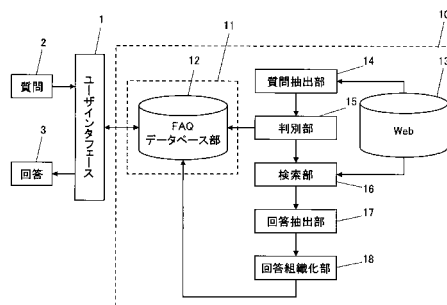 10
1
11
2
12
14
13
質問
質問抽出部
15
ユーザインタフェース
FAQ
データベース部
判別部
Web
3
回答
検索部
16
17
回答抽出部
18
回答組織化部